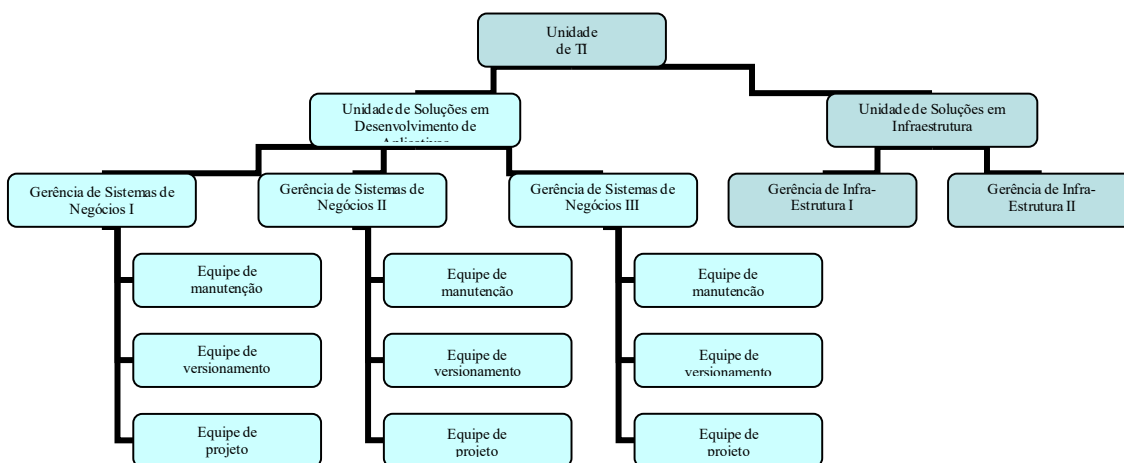 Unidade
de TI
Unidade de Soluções em
Desenvolvimento de
Aplicativos
Unidade de Soluções em
Infraestrutura
Gerência de Sistemas de
Negócios I
Gerência de Sistemas de
Negócios II
Gerência de Sistemas de
Negócios III
Gerência de Infra-
Estrutura I
Gerência de Infra-
Estrutura II
Equipe de
manutenção
Equipe de
manutenção
Equipe de
manutenção
Equipe de
versionamento
Equipe de
versionamento
Equipe de
versionamento
Equipe de
projeto
Equipe de
projeto
Equipe de
projeto